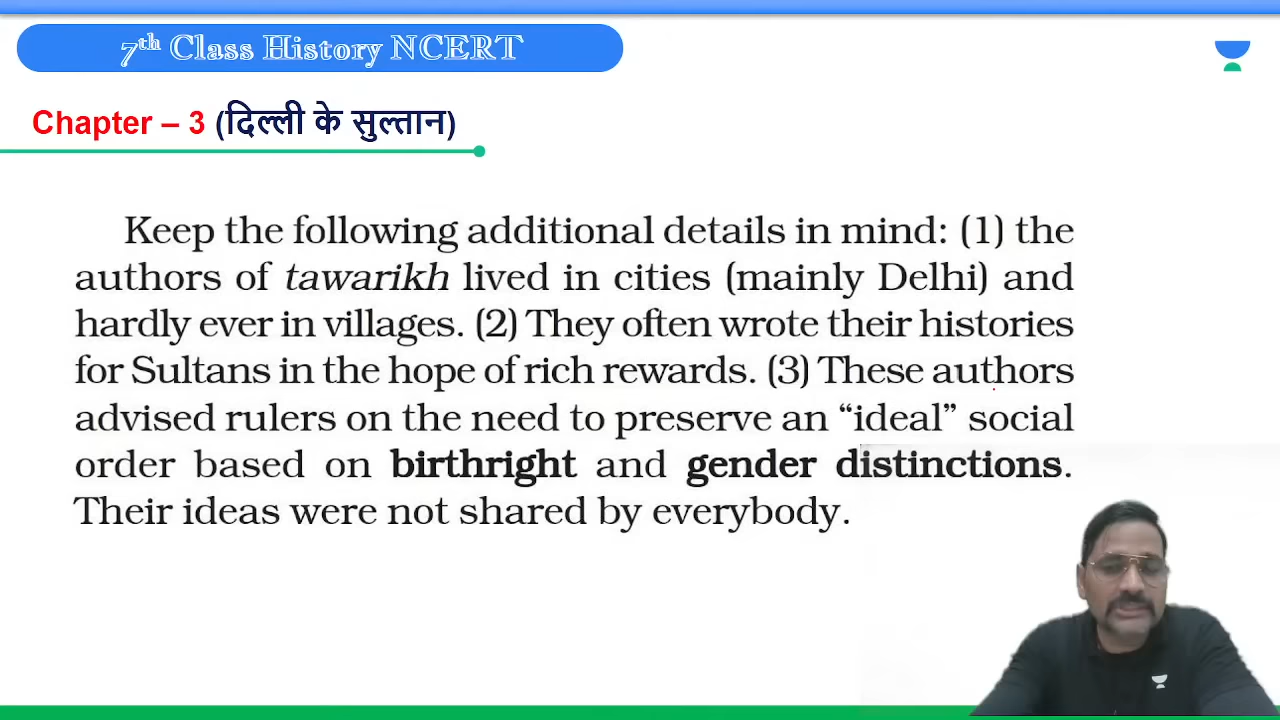 7th Class History NCERT
Chapter – 3 (दिल्ली के सुल्तान)
Keep the following additional details in mind: (1) the
authors of tawarikh lived in cities (mainly Delhi) and
hardly ever in villages. (2) They often wrote their histories
for Sultans in the hope of rich rewards. (3) These authors
advised rulers on the need to preserve an “ideal” social
order based on birthright and gender distinctions.
Their ideas were not shared by everybody.